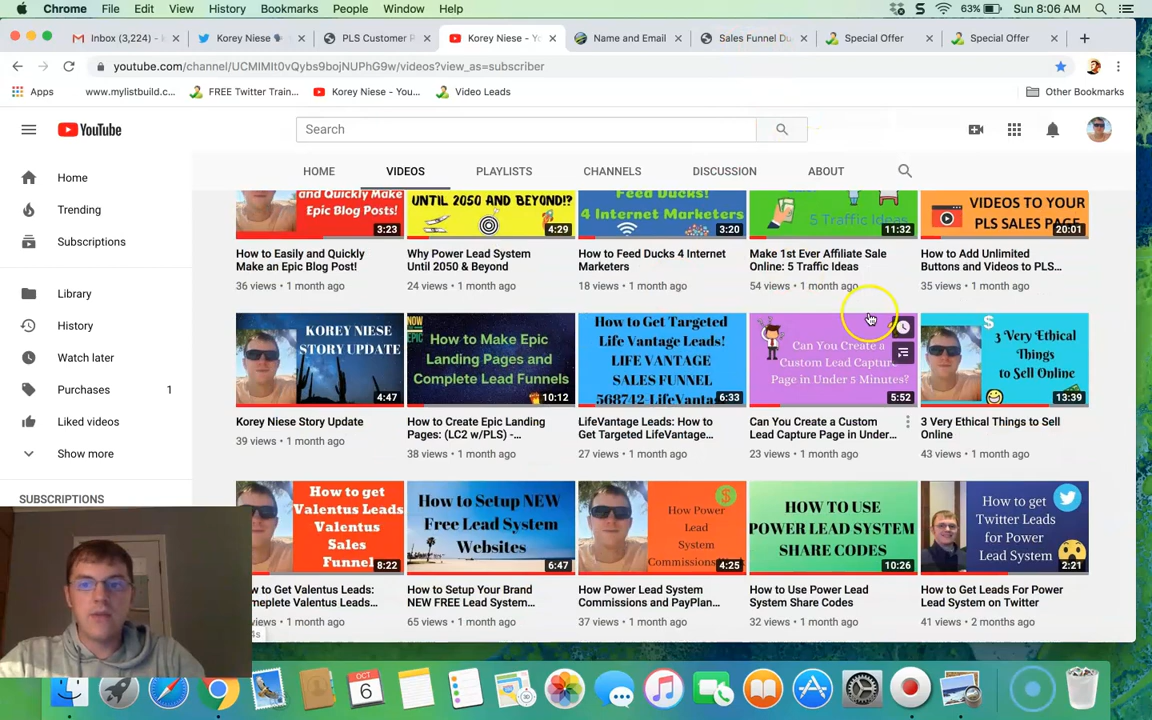 Chrome File Edit View History Bookmarks People Window Help 63% Sun 8:06 AM
Inbox (3,224) - Korey Niese PLS Customer Korey Niese - Yo Name and Email Sales Funnel Du Special Offer Special Offer
youtube.com/channel/UCMIMIt0vQybs9bojNUPhG9w/videos?view_as=subscriber
Apps www.mylistbuild.c... FREE Twitter Train... Korey Niese - You... Video Leads Other Bookmarks
YouTube Search
HOME VIDEOS PLAYLISTS CHANNELS DISCUSSION ABOUT
Home
Trending
Subscriptions
Library
History
Watch later
Purchases 1
Liked videos
Show more
SUBSCRIPTIONS
and Quickly Make
Epic Blog Posts!
3:23
UNTIL 2050 AND BEYOND!?
4:29
Feed Ducks!
4 Internet
Marketers
3:20
5 Traffic Ideas
11:32
VIDEOS TO YOUR
PLS SALES PAGE
20:01
How to Easily and Quickly
Make an Epic Blog Post!
36 views • 1 month ago
Why Power Lead System
Until 2050 & Beyond
24 views • 1 month ago
How to Feed Ducks 4 Internet
Marketers
18 views • 1 month ago
Make 1st Ever Affiliate Sale
Online: 5 Traffic Ideas
54 views • 1 month ago
How to Add Unlimited
Buttons and Videos to PLS...
35 views • 1 month ago
KOREY NIESE
STORY UPDATE
4:47
NOW
EPIC
How to Make Epic
Landing Pages and
Complete Lead Funnels
10:12
How to Get Targeted
Life Vantage Leads!
LIFE VANTAGE
SALES FUNNEL
568742-LifeVanta
6:33
Can You Create a
Custom Lead Capture
Page in Under 5 Minutes?
5:52
3 Very Ethical
Things
to Sell Online
13:39
Korey Niese Story Update
39 views • 1 month ago
How to Create Epic Landing
Pages: (LC2 w/PLS) -...
38 views • 1 month ago
LifeVantage Leads: How to
Get Targeted LifeVantage...
27 views • 1 month ago
Can You Create a Custom
Lead Capture Page in Under...
23 views • 1 month ago
3 Very Ethical Things to Sell
Online
43 views • 1 month ago
How to get
Valentus Leads
Valentus
Sales
Funnel
8:22
How to Setup NEW
Free Lead System
Websites
6:47
How Power
Lead
System
Commissions
4:25
HOW TO USE
POWER LEAD SYSTEM
SHARE CODES
10:26
How to get
Twitter Leads
for Power
Lead System
2:21
w to Get Valentus Leads:
meplete Valentus Leads...
views • 1 month ago
How to Setup Your Brand
NEW FREE Lead System...
65 views • 1 month ago
How Power Lead System
Commissions and PayPlan...
37 views • 1 month ago
How to Use Power Lead
System Share Codes
32 views • 1 month ago
How to Get Leads For Power
Lead System on Twitter
41 views • 2 months ago
OCT
6